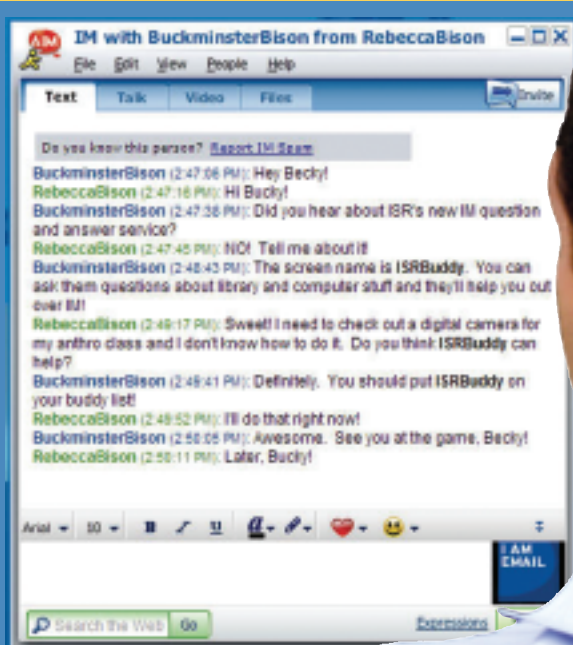 AIM
IM with BuckminsterBison from RebeccaBison
File Edit View People Help
Text Talk Video Files
Invite
Do you know this person? Report IM Spam
BuckminsterBison (2:47:06 PM): Hey Becky!
RebeccaBison (2:47:16 PM): Hi Bucky!
BuckminsterBison (2:47:36 PM): Did you hear about ISR's new IM question
and answer service?
RebeccaBison (2:47:45 PM): NO! Tell me about it!
BuckminsterBison (2:48:43 PM): The screen name is ISRBuddy. You can
ask them questions about library and computer stuff and they'll help you out
over IM!
RebeccaBison (2:49:17 PM): Sweet! I need to check out a digital camera for
my anthro class and I don't know how to do it. Do you think ISRBuddy can
help?
BuckminsterBison (2:49:41 PM): Definitely. You should put ISRBuddy on
your buddy list!
RebeccaBison (2:49:52 PM): I'll do that right now!
BuckminsterBison (2:50:05 PM): Awesome. See you at the game, Becky!
RebeccaBison (2:50:11 PM): Later, Bucky!
Arial 10 B I U a
I AM
EMAIL
Search the Web Go
Expressions